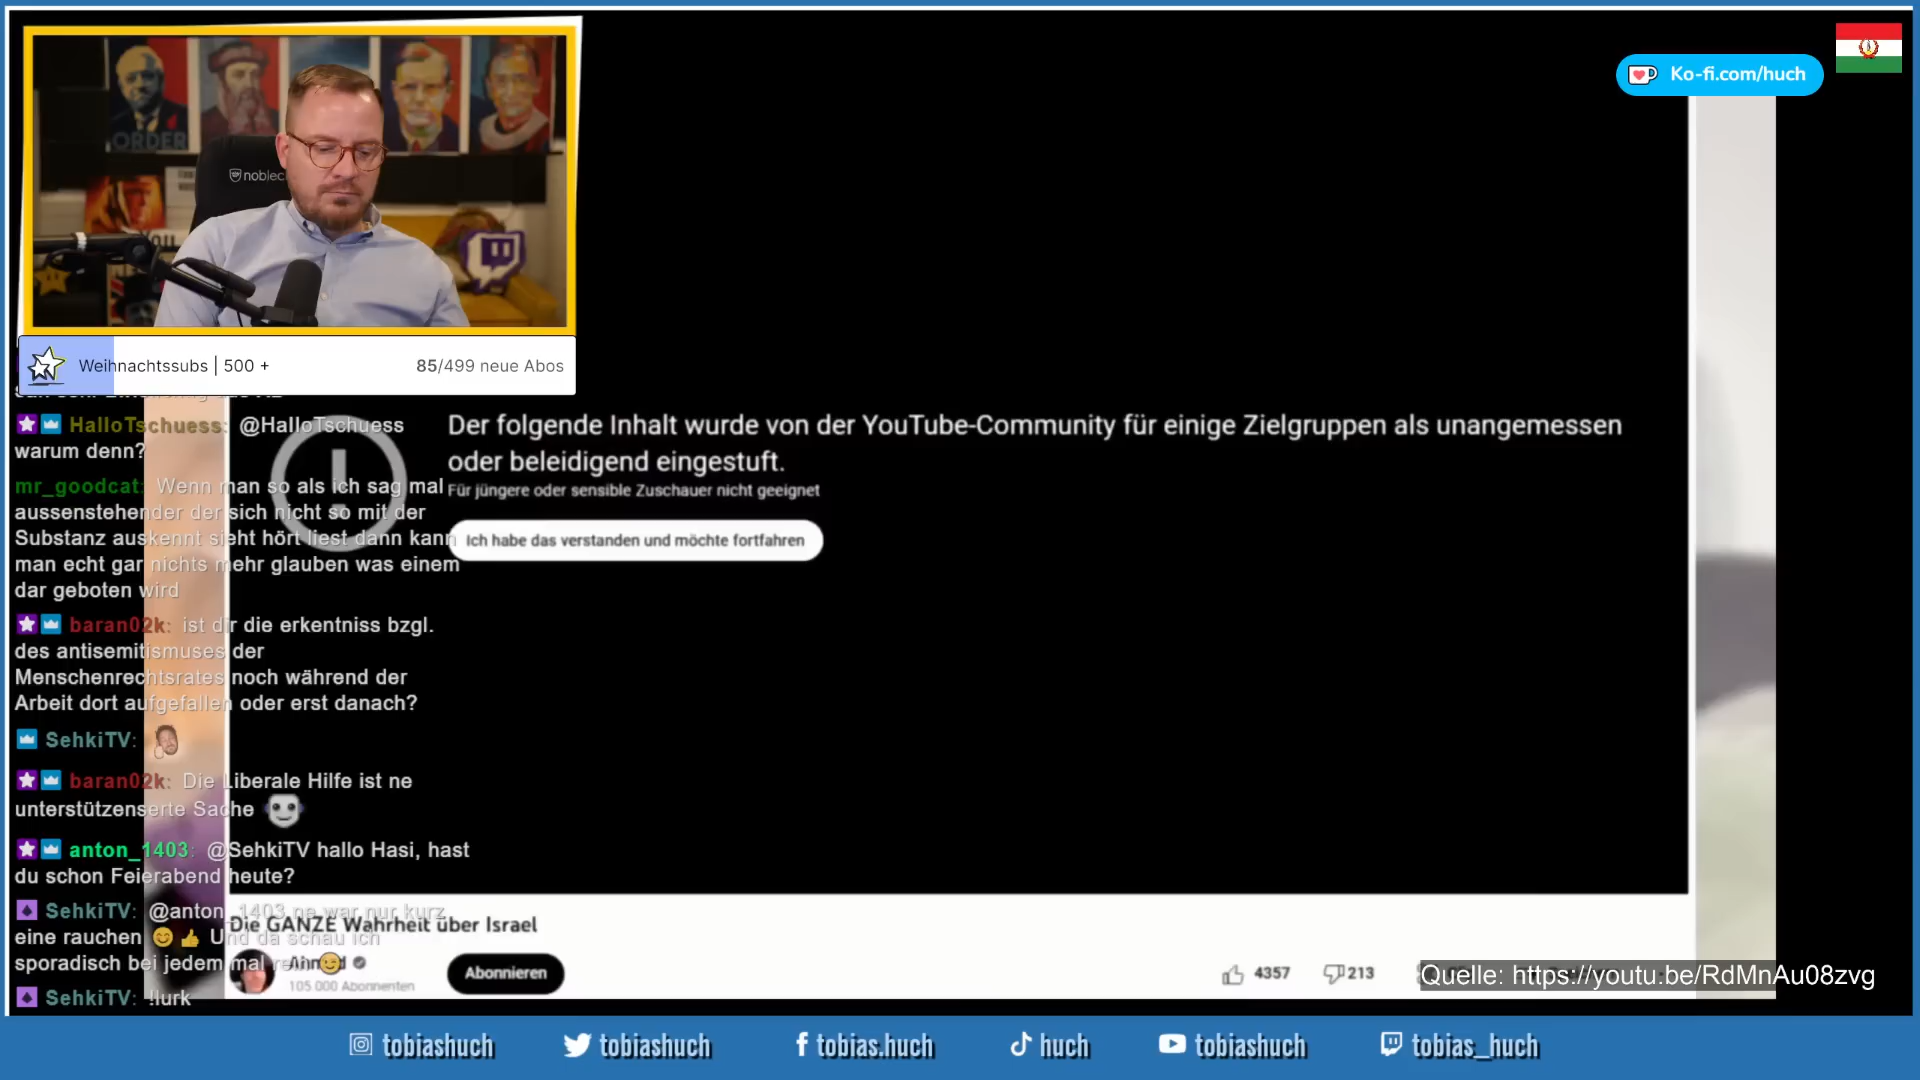 ORDER
noblec
Ko-fi.com/huch
Weihnachtssubs | 500 +
85/499 neue Abos
HalloTschuess: @HalloTschuess
warum denn?
mr_goodcat: Wenn man so als ich sag mal
aussenstehender der sich nicht so mit der
Substanz auskennt sieht hört liest dann kann
man echt gar nichts mehr glauben was einem
dar geboten wird
baran02k: ist dir die erkentniss bzgl.
des antisemitismuses der
Menschenrechtsrates noch während der
Arbeit dort aufgefallen oder erst danach?
SehkiTV:
baran02k: Die Liberale Hilfe ist ne
unterstützenserte Sache
anton_1403: @SehkiTV hallo Hasi, hast
du schon Feierabend heute?
SehkiTV: @anton_1403 ne war nur kurz
eine rauchen 😊👍 Und da schau ich
sporadisch bei jedem mal rein 😉
SehkiTV: !lurk
Der folgende Inhalt wurde von der YouTube-Community für einige Zielgruppen als unangemessen
oder beleidigend eingestuft.
Für jüngere oder sensible Zuschauer nicht geeignet
Ich habe das verstanden und möchte fortfahren
Die GANZE Wahrheit über Israel
Ahmed
105 000 Abonnenten
Abonnieren
4357
213
Quelle: https://youtu.be/RdMnAu08zvg
tobiashuch
tobiashuch
tobias.huch
huch
tobiashuch
tobias_huch